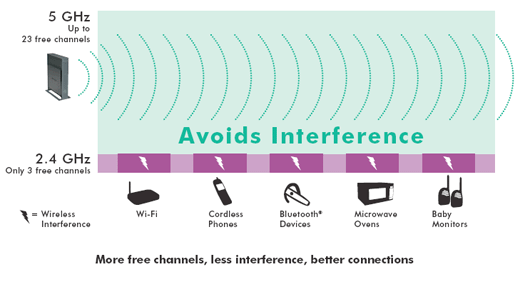 5 GHz
Up to
23 free channels
Avoids Interference
2.4 GHz
Only 3 free channels
= Wireless
Interference
Wi-Fi
Cordless
Phones
Bluetooth®
Devices
Microwave
Ovens
Baby
Monitors
More free channels, less interference, better connections